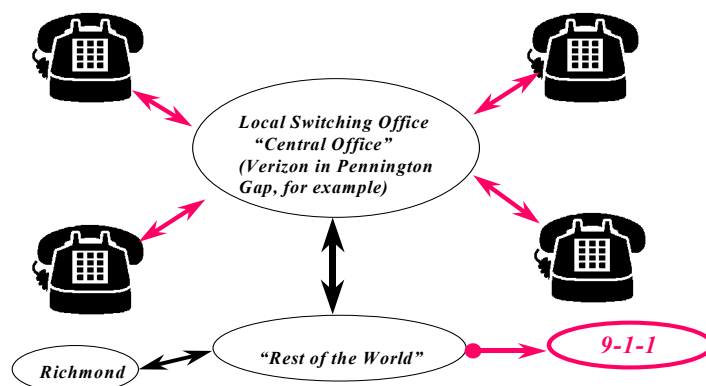 Local Switching Office
“Central Office”
(Verizon in Pennington
Gap, for example)
“Rest of the World”
9-1-1
Richmond